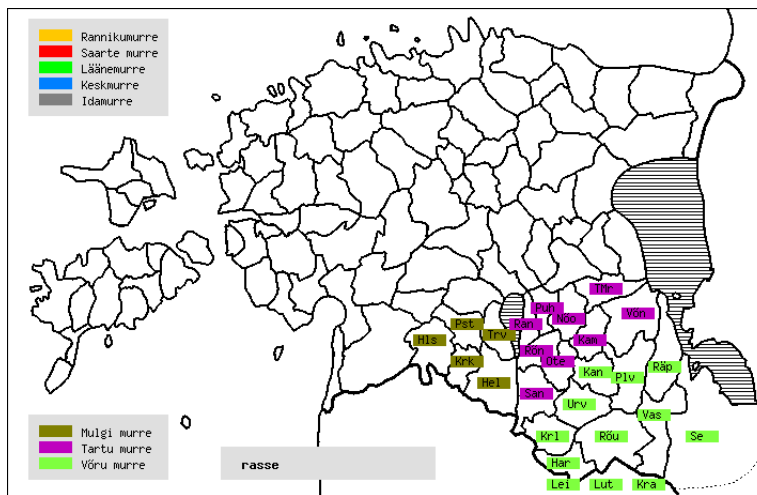 Rannikumurre
Saarte murre
Läänemurre
Keskmurre
Idamurre
TMr
Puh
Nõo
Võn
Pst
Ran
Trv
Hls
Kam
Rõn
Krk
Ote
Kan
Räp
Plv
Hel
San
Urv
Vas
Mulgi murre
Tartu murre
Võru murre
Krl
Rõu
Se
rasse
Har
Lei
Lut
Kra